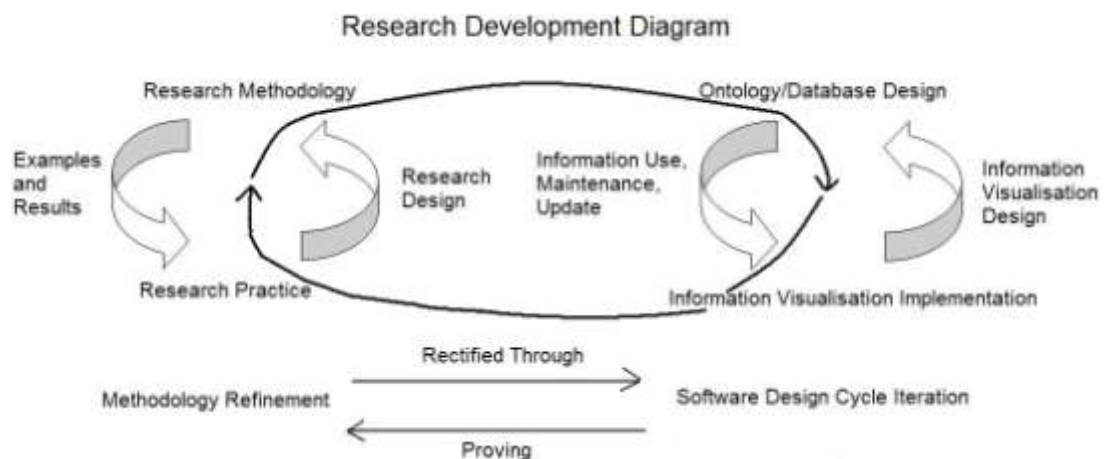 Research Development Diagram
Research Methodology
Ontology/Database Design
Examples
and
Results
Research
Design
Information Use,
Maintenance,
Update
Information
Visualisation
Design
Research Practice
Information Visualisation Implementation
Rectified Through
Methodology Refinement
Software Design Cycle Iteration
Proving